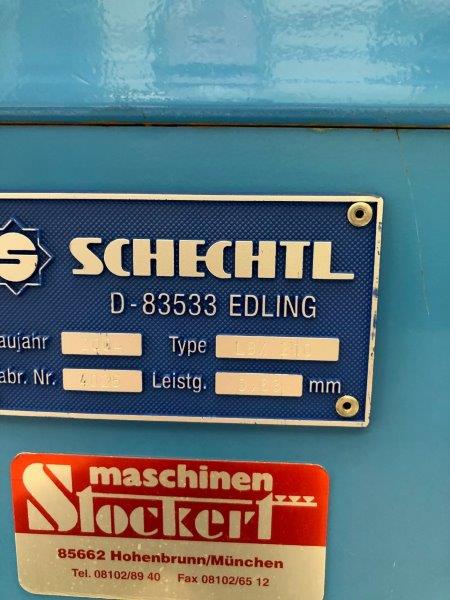 S SCHECHTL
D-83533 EDLING
aujahr Type
abr. Nr. Leistg. mm
maschinen
Stockert
85662 Hohenbrunn/München
Tel. 08102/89 40 Fax 08102/65 12